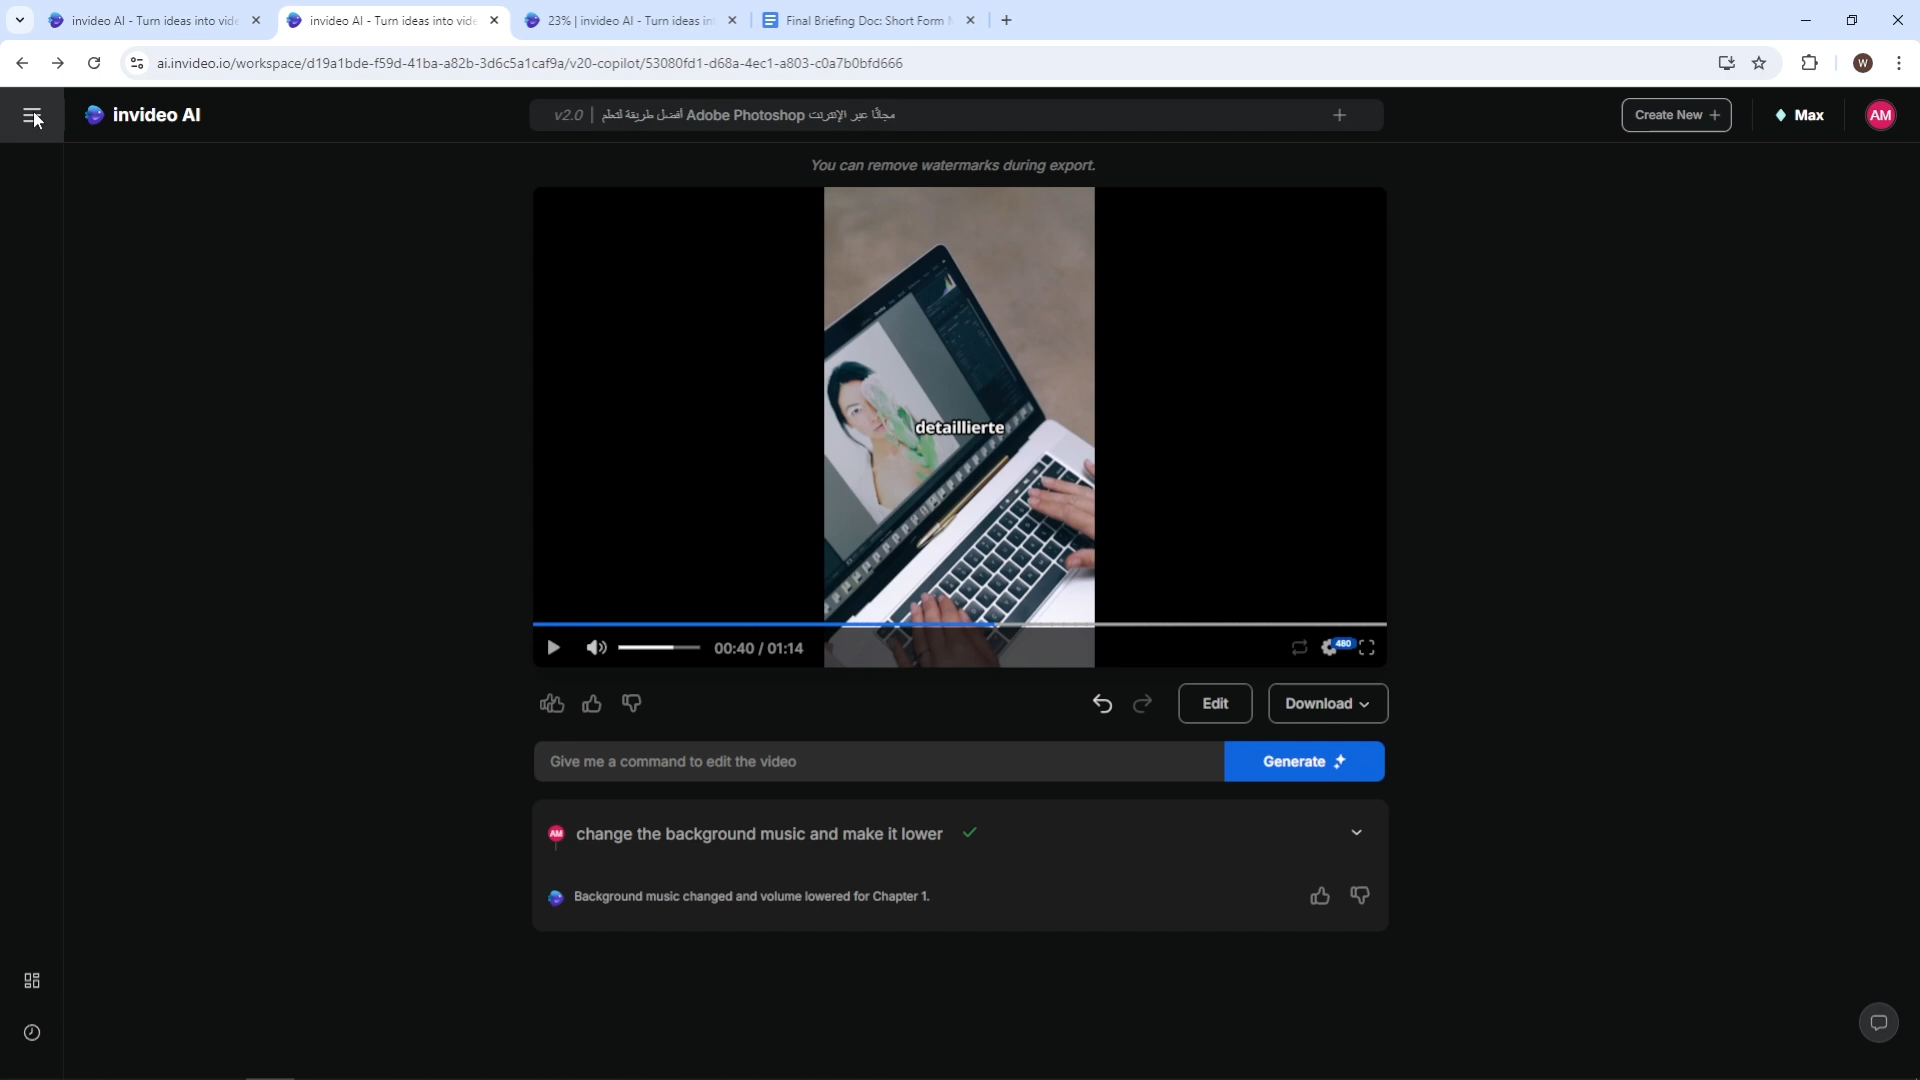 invideo AI - Turn ideas into vide
invideo AI - Turn ideas into vide
23% | invideo AI - Turn ideas in
Final Briefing Doc: Short Form
ai.invideo.io/workspace/d19a1bde-f59d-41ba-a82b-3d6c5a1caf9a/v20-copilot/53080fd1-d68a-4ec1-a803-c0a7b0bfd666
W
invideo AI
v2.0 | أفضل طريقة لتعلم Adobe Photoshop مجانًا عبر الإنترنت
Create New
Max
AM
You can remove watermarks during export.
detaillierte
00:40 / 01:14
480
Edit
Download
Give me a command to edit the video
Generate
AM
change the background music and make it lower
Background music changed and volume lowered for Chapter 1.